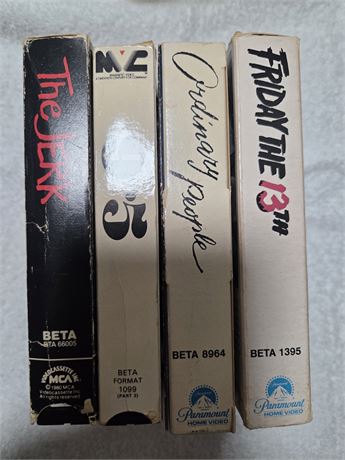 The JERK
BETA
BTA 66005
VIDEOCASSETTE INC.
MCA
©1980 MCA
Videocassette Inc.
All rights reserved
MVC
5
BETA
FORMAT
1099
(PART 2)
Ordinary People
BETA 8964
Paramount
HOME VIDEO
FRIDAY THE 13TH
BETA 1395
Paramount
HOME VIDEO